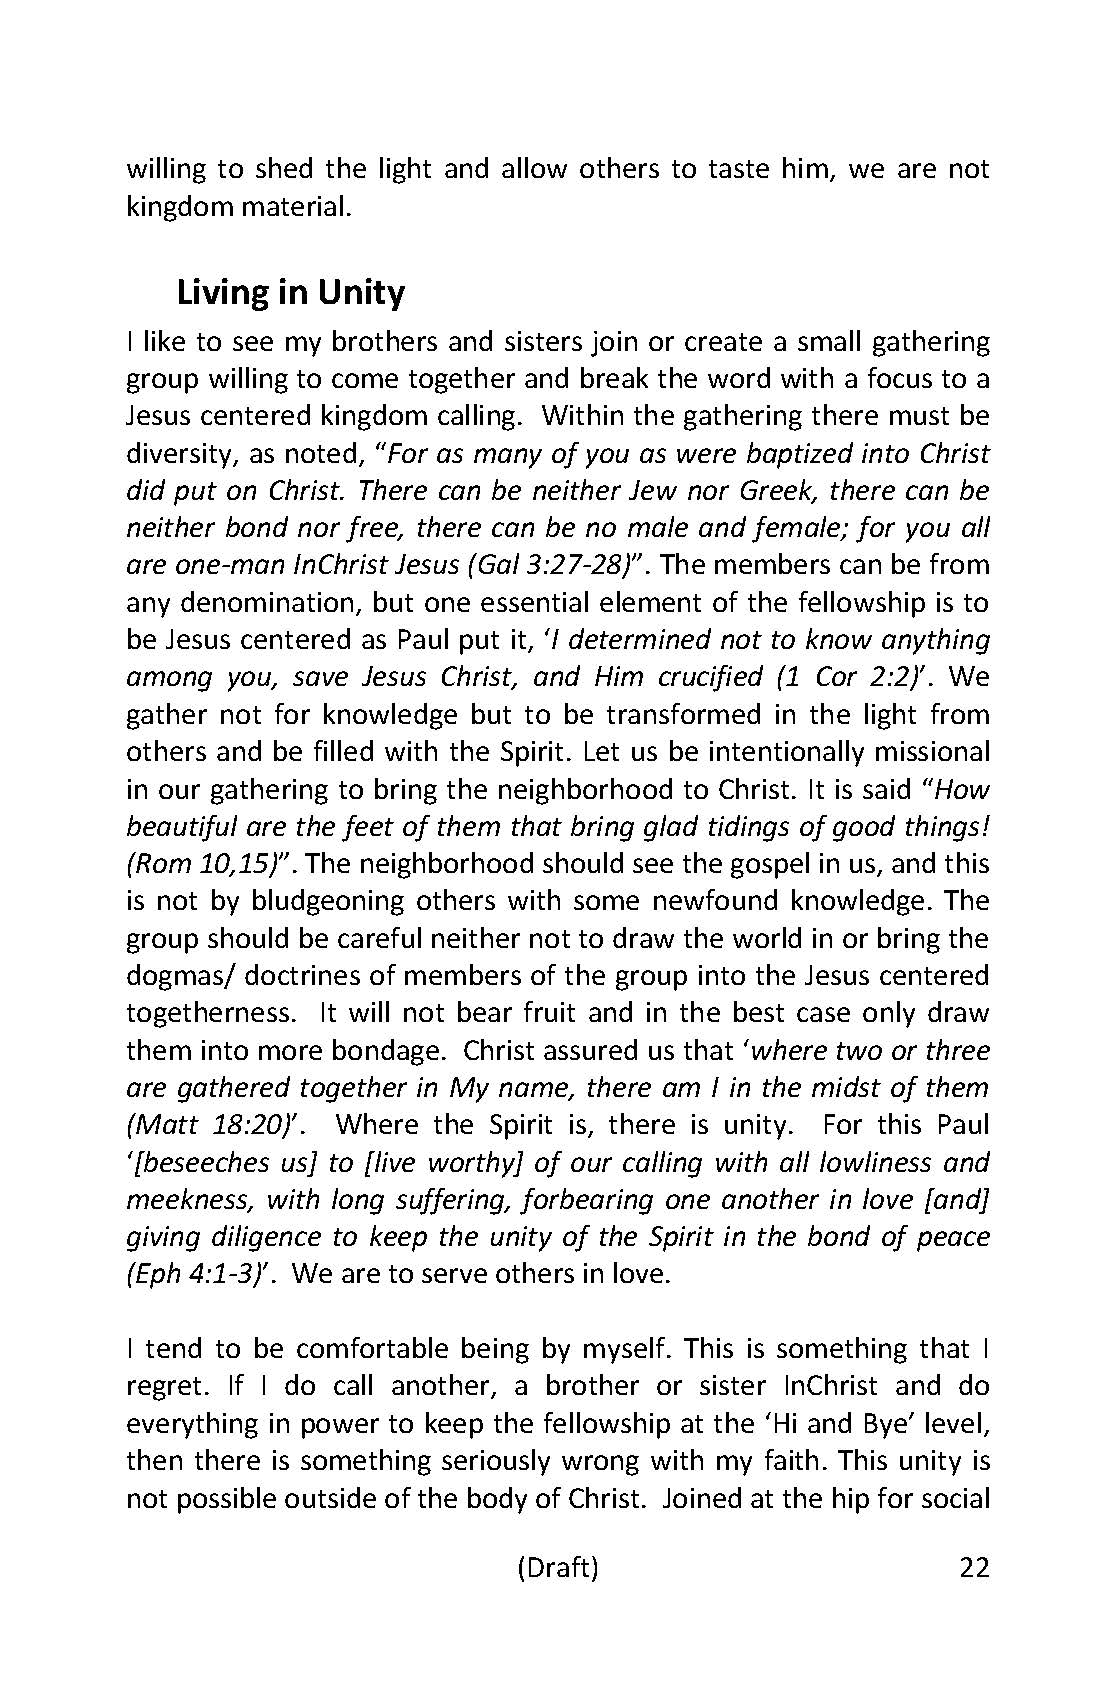 willing to shed the light and allow others to taste him, we are not
kingdom material.
Living in Unity
I like to see my brothers and sisters join or create a small gathering
group willing to come together and break the word with a focus to a
Jesus centered kingdom calling.  Within the gathering there must be
diversity, as noted, “For as many of you as were baptized into Christ
did put on Christ. There can be neither Jew nor Greek, there can be
neither bond nor free, there can be no male and female; for you all
are one-man InChrist Jesus (Gal 3:27-28)”. The members can be from
any denomination, but one essential element of the fellowship is to
be Jesus centered as Paul put it, ‘I determined not to know anything
among you, save Jesus Christ, and Him crucified (1 Cor 2:2)’. We
gather not for knowledge but to be transformed in the light from
others and be filled with the Spirit. Let us be intentionally missional
in our gathering to bring the neighborhood to Christ. It is said “How
beautiful are the feet of them that bring glad tidings of good things!
(Rom 10,15)”. The neighborhood should see the gospel in us, and this
is not by bludgeoning others with some newfound knowledge. The
group should be careful neither not to draw the world in or bring the
dogmas/ doctrines of members of the group into the Jesus centered
togetherness.  It will not bear fruit and in the best case only draw
them into more bondage.  Christ assured us that ‘where two or three
are gathered together in My name, there am I in the midst of them
(Matt 18:20)’.  Where the Spirit is, there is unity.  For this Paul
‘[beseeches us] to [live worthy] of our calling with all lowliness and
meekness, with long suffering, forbearing one another in love [and]
giving diligence to keep the unity of the Spirit in the bond of peace
(Eph 4:1-3)’.  We are to serve others in love.
I tend to be comfortable being by myself. This is something that I
regret. If I do call another, a brother or sister InChrist and do
everything in power to keep the fellowship at the ‘Hi and Bye’ level,
then there is something seriously wrong with my faith. This unity is
not possible outside of the body of Christ.  Joined at the hip for social
(Draft) 22